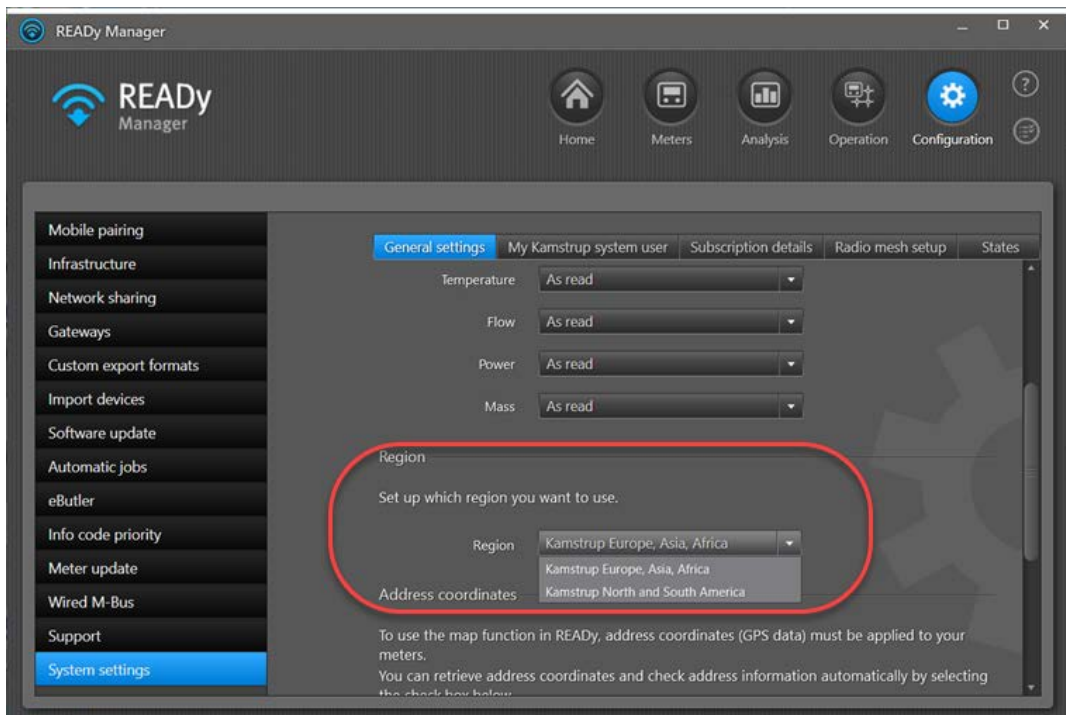 READy Manager
READy
Manager
Home
Meters
Analysis
Operation
Configuration
?
Mobile pairing
Infrastructure
Network sharing
Gateways
Custom export formats
Import devices
Software update
Automatic jobs
eButler
Info code priority
Meter update
Wired M-Bus
Support
System settings
General settings
My Kamstrup system user
Subscription details
Radio mesh setup
States
Temperature As read
Flow As read
Power As read
Mass As read
Region
Set up which region you want to use.
Region Kamstrup Europe, Asia, Africa
Kamstrup Europe, Asia, Africa
Kamstrup North and South America
Address coordinates
To use the map function in READy, address coordinates (GPS data) must be applied to your
meters.
You can retrieve address coordinates and check address information automatically by selecting
the check box below